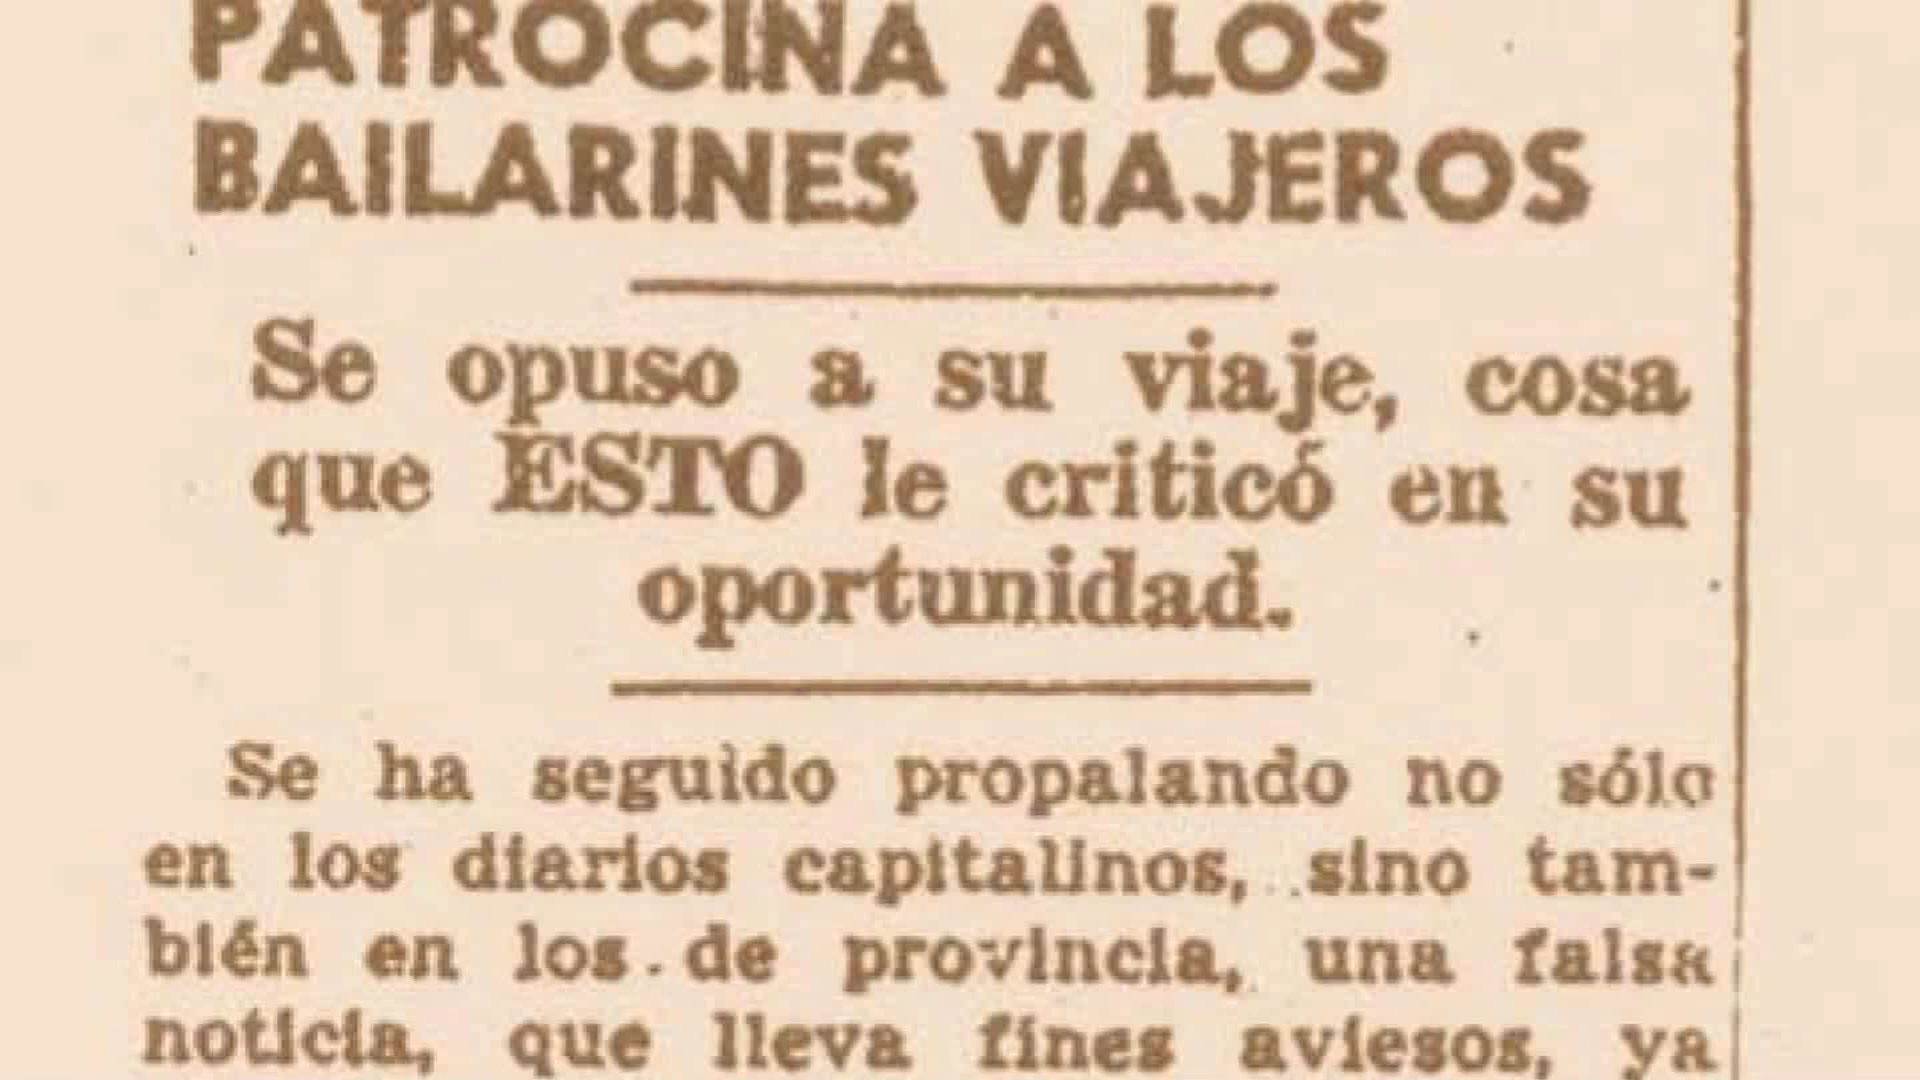 PATROCINA A LOS
BAILARINES VIAJEROS
Se opuso a su viaje, cosa
que ESTO le criticó en su
oportunidad.
Se ha seguido propalando no sólo
en los diarios capitalinos, sino tam-
bién en los de provincia, una falsa
noticia, que lleva fines aviesos, ya